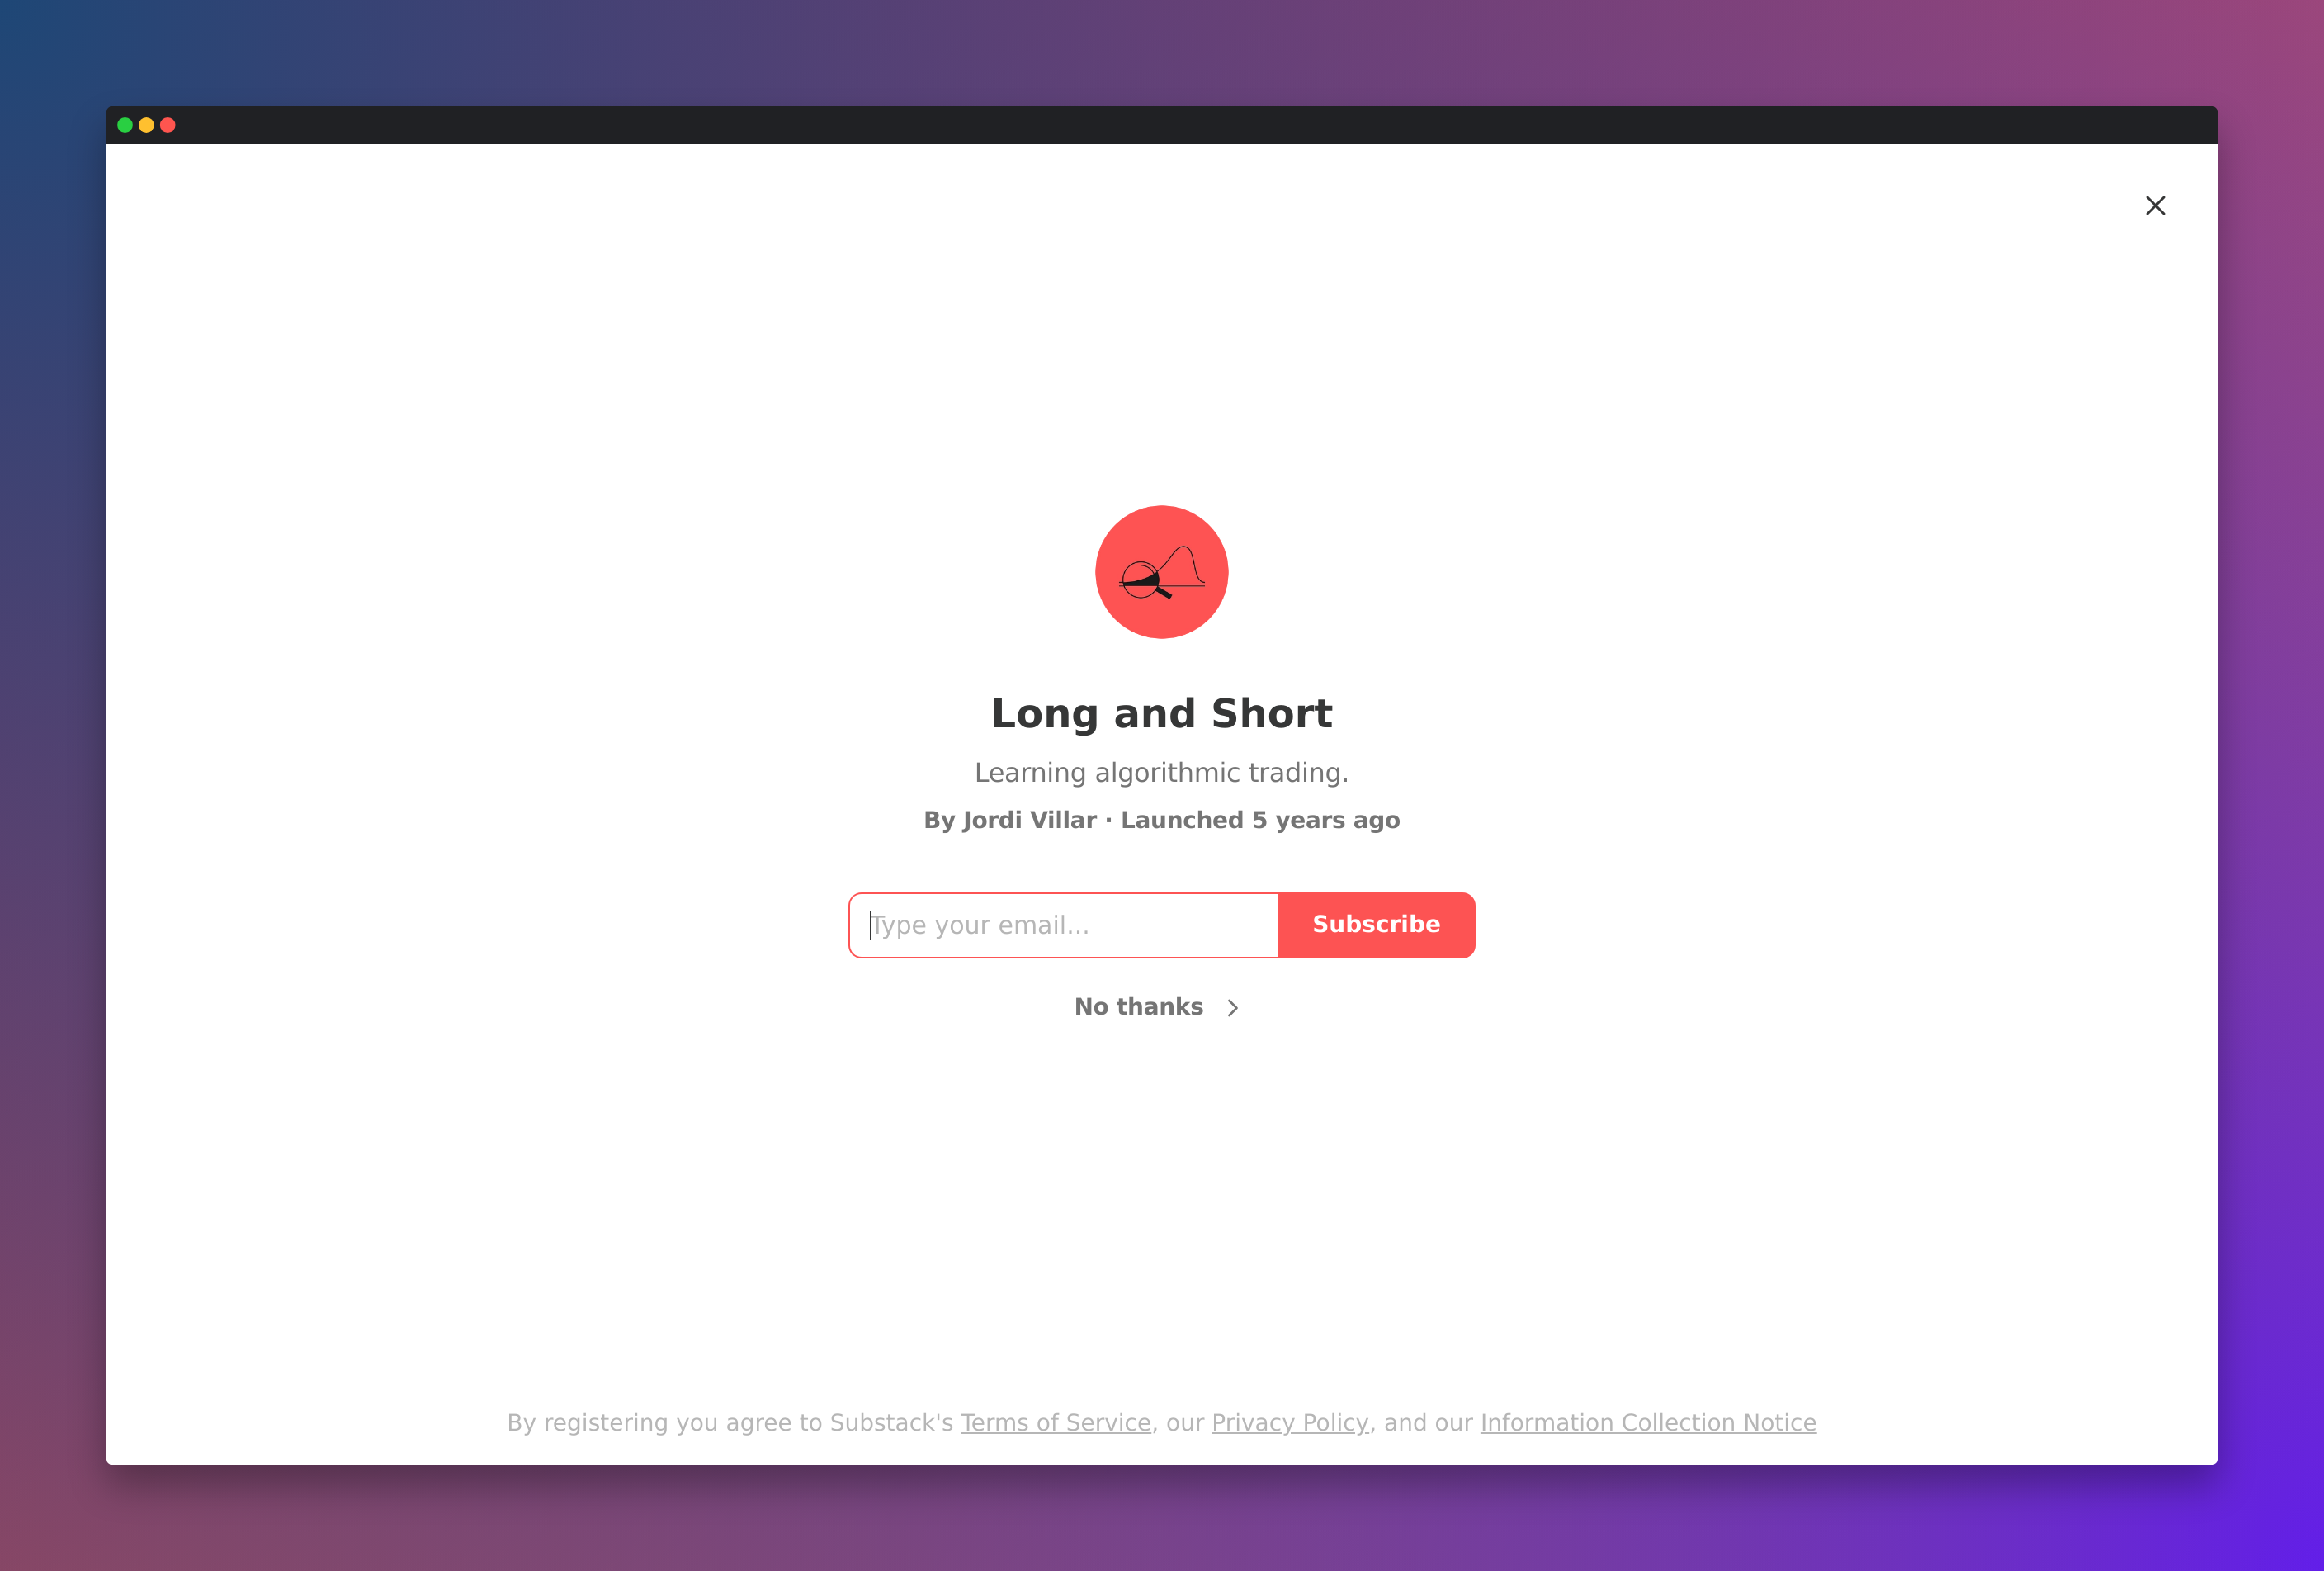 Long and Short
Learning algorithmic trading.
By Jordi Villar · Launched 5 years ago
Type your email...
Subscribe
No thanks
By registering you agree to Substack's Terms of Service, our Privacy Policy, and our Information Collection Notice